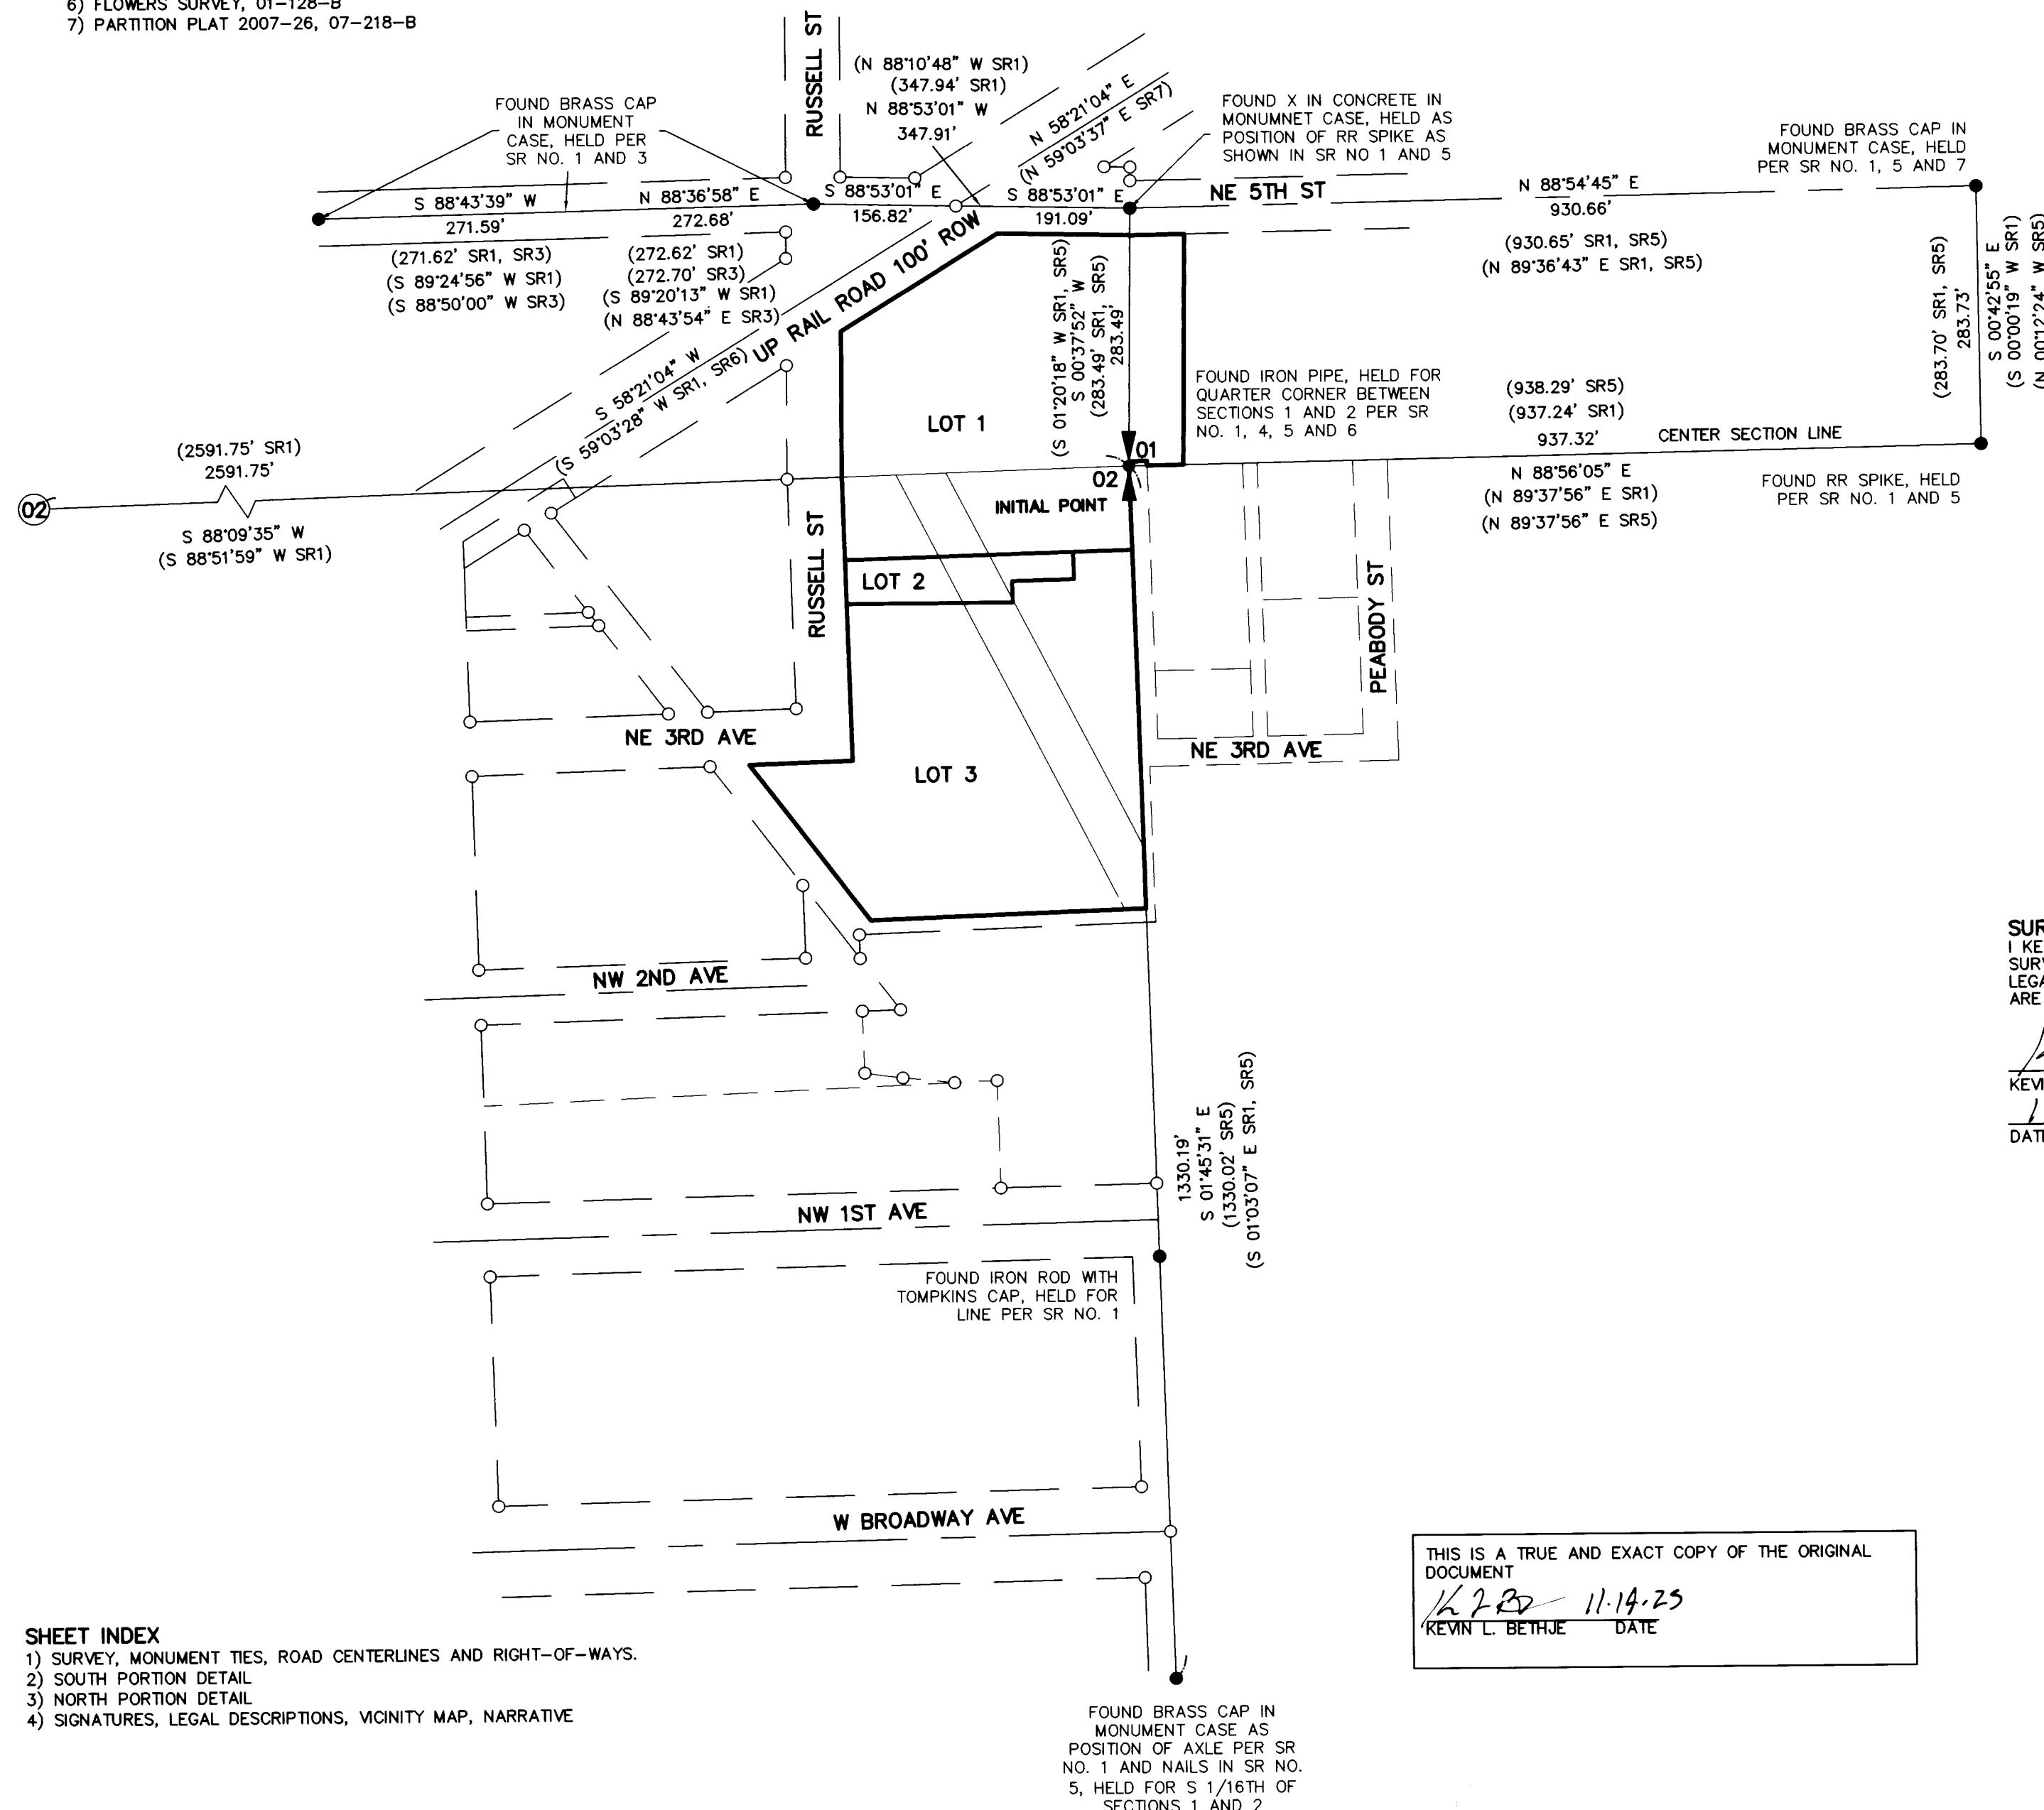 6) FLOWERS SURVEY, 01-128-B
7) PARTITION PLAT 2007-26, 07-218-B
RUSSELL ST
(N 88°10'48" W SR1)
(347.94' SR1)
N 88°53'01" W
347.91'
N 58°21'04" E
(N 59°03'37" E SR7)
FOUND BRASS CAP
IN MONUMENT
CASE, HELD PER
SR NO. 1 AND 3
FOUND X IN CONCRETE IN
MONUMNET CASE, HELD AS
POSITION OF RR SPIKE AS
SHOWN IN SR NO 1 AND 5
FOUND BRASS CAP IN
MONUMENT CASE, HELD
PER SR NO. 1, 5 AND 7
S 88°43'39" W
271.59'
(271.62' SR1, SR3)
(S 89°24'56" W SR1)
(S 88°50'00" W SR3)
N 88°36'58" E
272.68'
(272.62' SR1)
(272.70' SR3)
(S 89°20'13" W SR1)
(N 88°43'54" E SR3)
S 88°53'01" E
156.82'
S 88°53'01" E
191.09'
NE 5TH ST
N 88°54'45" E
930.66'
(930.65' SR1, SR5)
(N 89°36'43" E SR1, SR5)
(283.70' SR1, SR5)
283.73'
S 00°42'55" E
(S 00°00'19" W SR1)
(N 00°12'24" W SR5)
UP RAIL ROAD 100' ROW
S 58°21'04" W
(S 59°03'28" W SR1, SR6)
(S 01°20'18" W SR1, SR5)
S 00°37'52" W
(283.49' SR1, SR5)
283.49'
LOT 1
FOUND IRON PIPE, HELD FOR
QUARTER CORNER BETWEEN
SECTIONS 1 AND 2 PER SR
NO. 1, 4, 5 AND 6
(938.29' SR5)
(937.24' SR1)
937.32'
CENTER SECTION LINE
N 88°56'05" E
(N 89°37'56" E SR1)
(N 89°37'56" E SR5)
FOUND RR SPIKE, HELD
PER SR NO. 1 AND 5
(2591.75' SR1)
2591.75'
02
S 88°09'35" W
(S 88°51'59" W SR1)
01
02
INITIAL POINT
RUSSELL ST
LOT 2
PEABODY ST
NE 3RD AVE
NE 3RD AVE
LOT 3
SUR
I KE
SURV
LEGA
ARE
KEVI
DATE
NW 2ND AVE
1330.19'
S 01°45'31" E
(1330.02' SR5)
(S 01°03'07" E SR1, SR5)
NW 1ST AVE
FOUND IRON ROD WITH
TOMPKINS CAP, HELD FOR
LINE PER SR NO. 1
W BROADWAY AVE
THIS IS A TRUE AND EXACT COPY OF THE ORIGINAL
DOCUMENT
11.14.25
KEVIN L. BETHJE DATE
SHEET INDEX
1) SURVEY, MONUMENT TIES, ROAD CENTERLINES AND RIGHT-OF-WAYS.
2) SOUTH PORTION DETAIL
3) NORTH PORTION DETAIL
4) SIGNATURES, LEGAL DESCRIPTIONS, VICINITY MAP, NARRATIVE
FOUND BRASS CAP IN
MONUMENT CASE AS
POSITION OF AXLE PER SR
NO. 1 AND NAILS IN SR NO.
5, HELD FOR S 1/16TH OF
SECTIONS 1 AND 2